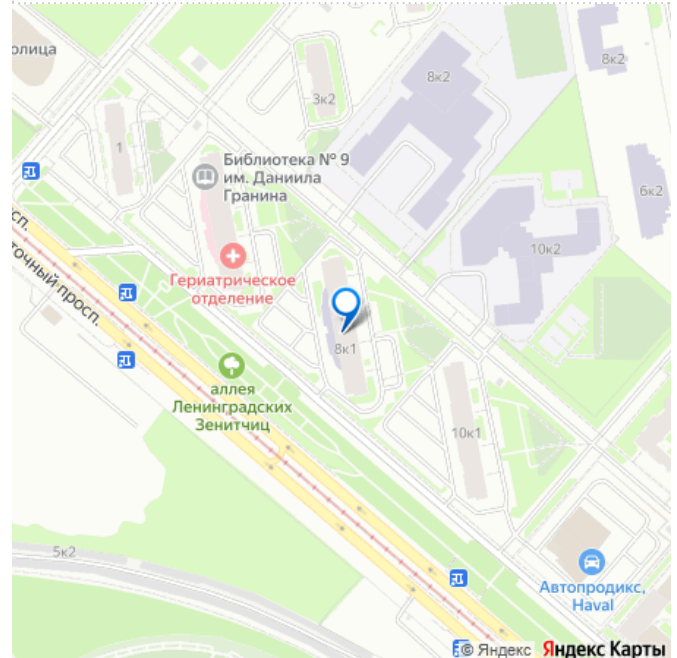 олица
8к2
8к2
3к2
1
Библиотека № 9
им. Даниила
Гранина
6к2
10к2
сп.
Гериатрическое
отделение
точный просп.
8к1
аллея
Ленинградских
Зенитчиц
10к1
5к2
Автопродикс,
Haval
© Яндекс Яндекс Карты